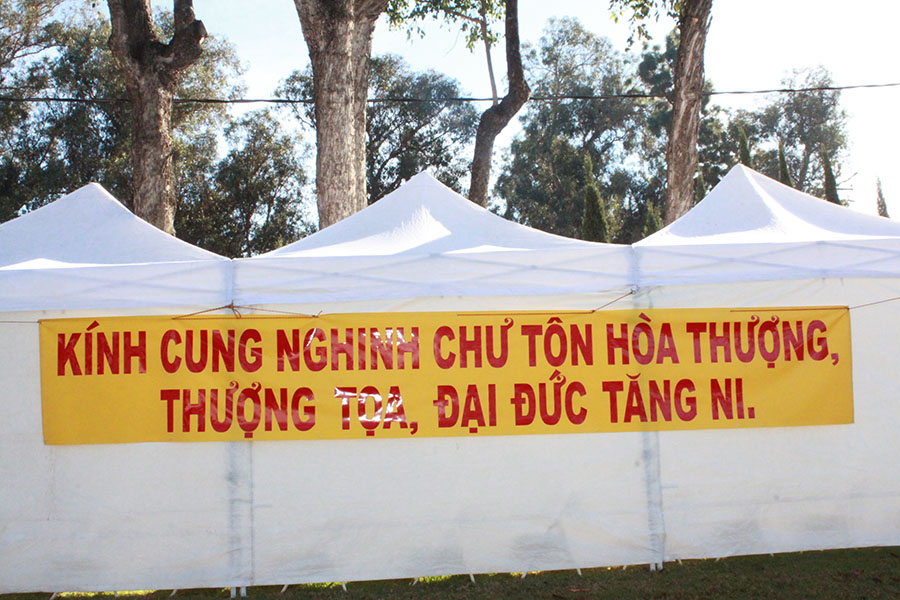 KÍNH CUNG NGHINH CHƯ TÔN HÒA THƯỢNG,
THƯỢNG TỌA, ĐẠI ĐỨC TĂNG NI.